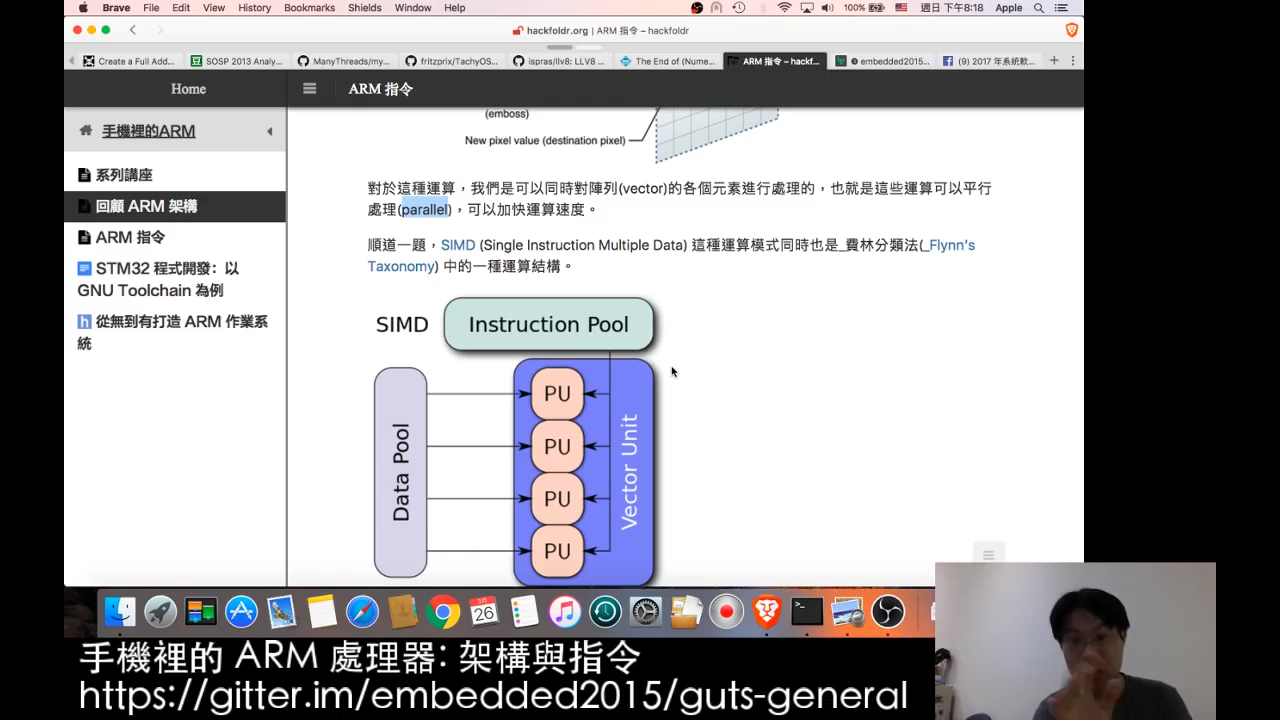 Brave File Edit View History Bookmarks Shields Window Help 100% 週日下午8:18 Apple
hackfoldr.org | ARM 指令 – hackfoldr
Create a Full Add... SOSP 2013 Analy... ManyThreads/my... fritzprix/TachyOS... ispras/llv8: LLV8 ... The End of (Nume... ARM 指令 – hackf... embedded2015... (9) 2017 年系統軟...
Home ARM 指令
手機裡的ARM
系列講座
回顧 ARM 架構
ARM 指令
STM32 程式開發：以
GNU Toolchain 為例
從無到有打造 ARM 作業系
統
(emboss)
New pixel value (destination pixel)
對於這種運算，我們是可以同時對陣列(vector)的各個元素進行處理的，也就是這些運算可以平行
處理(parallel)，可以加快運算速度。
順道一題，SIMD (Single Instruction Multiple Data) 這種運算模式同時也是_費林分類法(_Flynn's
Taxonomy) 中的一種運算結構。
SIMD Instruction Pool
Data Pool
PU
PU
PU
PU
Vector Unit
26
手機裡的 ARM 處理器: 架構與指令
https://gitter.im/embedded2015/guts-general